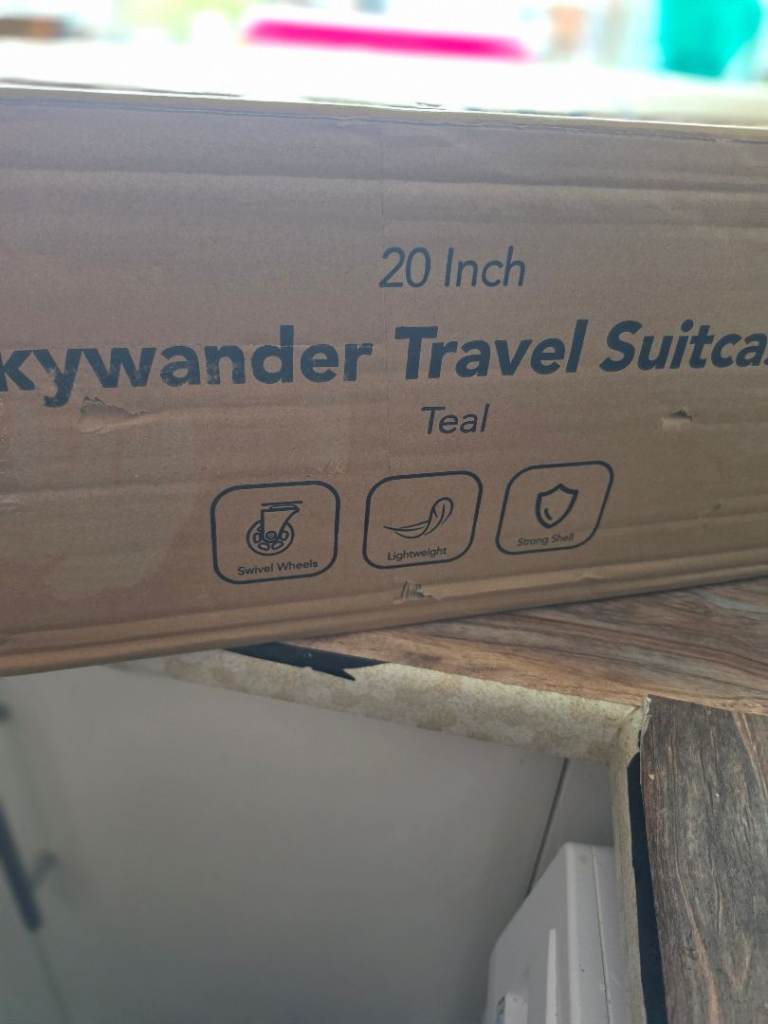 20 Inch
kywander Travel Suitca
Teal
Swivel Wheels
Lightweight
Strong Shell